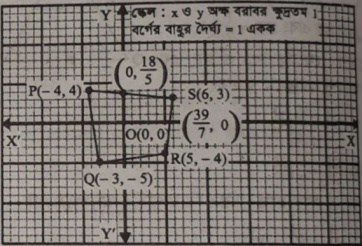 Y স্কেল : x ও y অক্ষ বরাবর ক্ষুদ্রতম 1
বর্গের বাহুর দৈর্ঘ্য = 1 একক
(0, 18/5)
P(−4, 4)
S(6, 3)
O(0, 0)
(39/7, 0)
X'
X
R(5, −4)
Q(−3, −5)
Y'